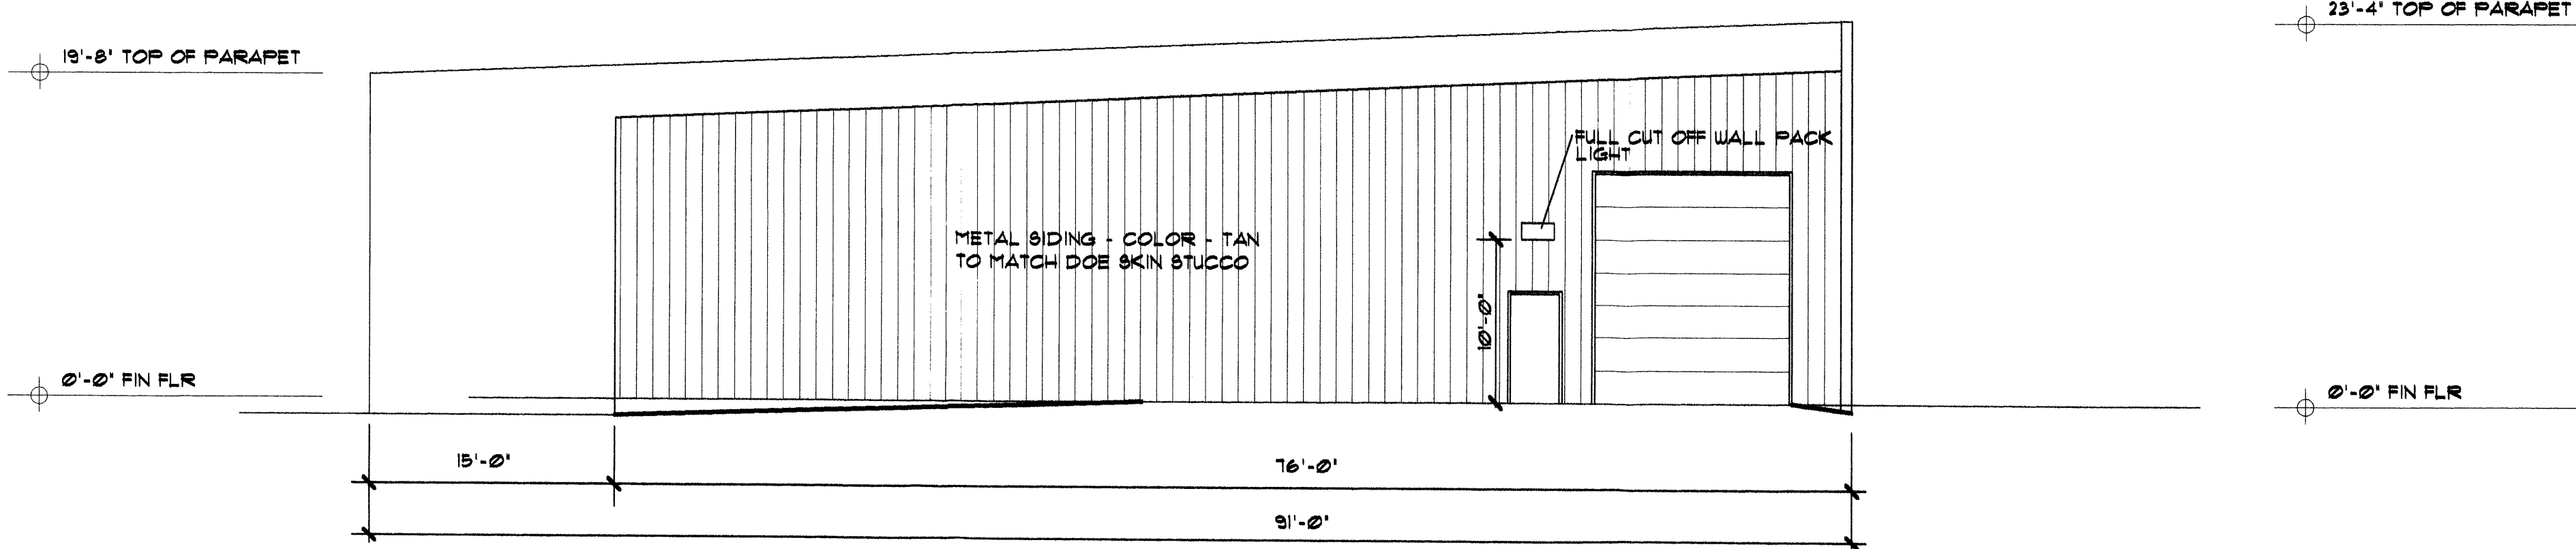 23'-4" TOP OF PARAPET
19'-8" TOP OF PARAPET
FULL CUT OFF WALL PACK
LIGHT
METAL SIDING - COLOR - TAN
TO MATCH DOE SKIN STUCCO
10'-0"
0'-0" FIN FLR
0'-0" FIN FLR
15'-0"
76'-0"
91'-0"